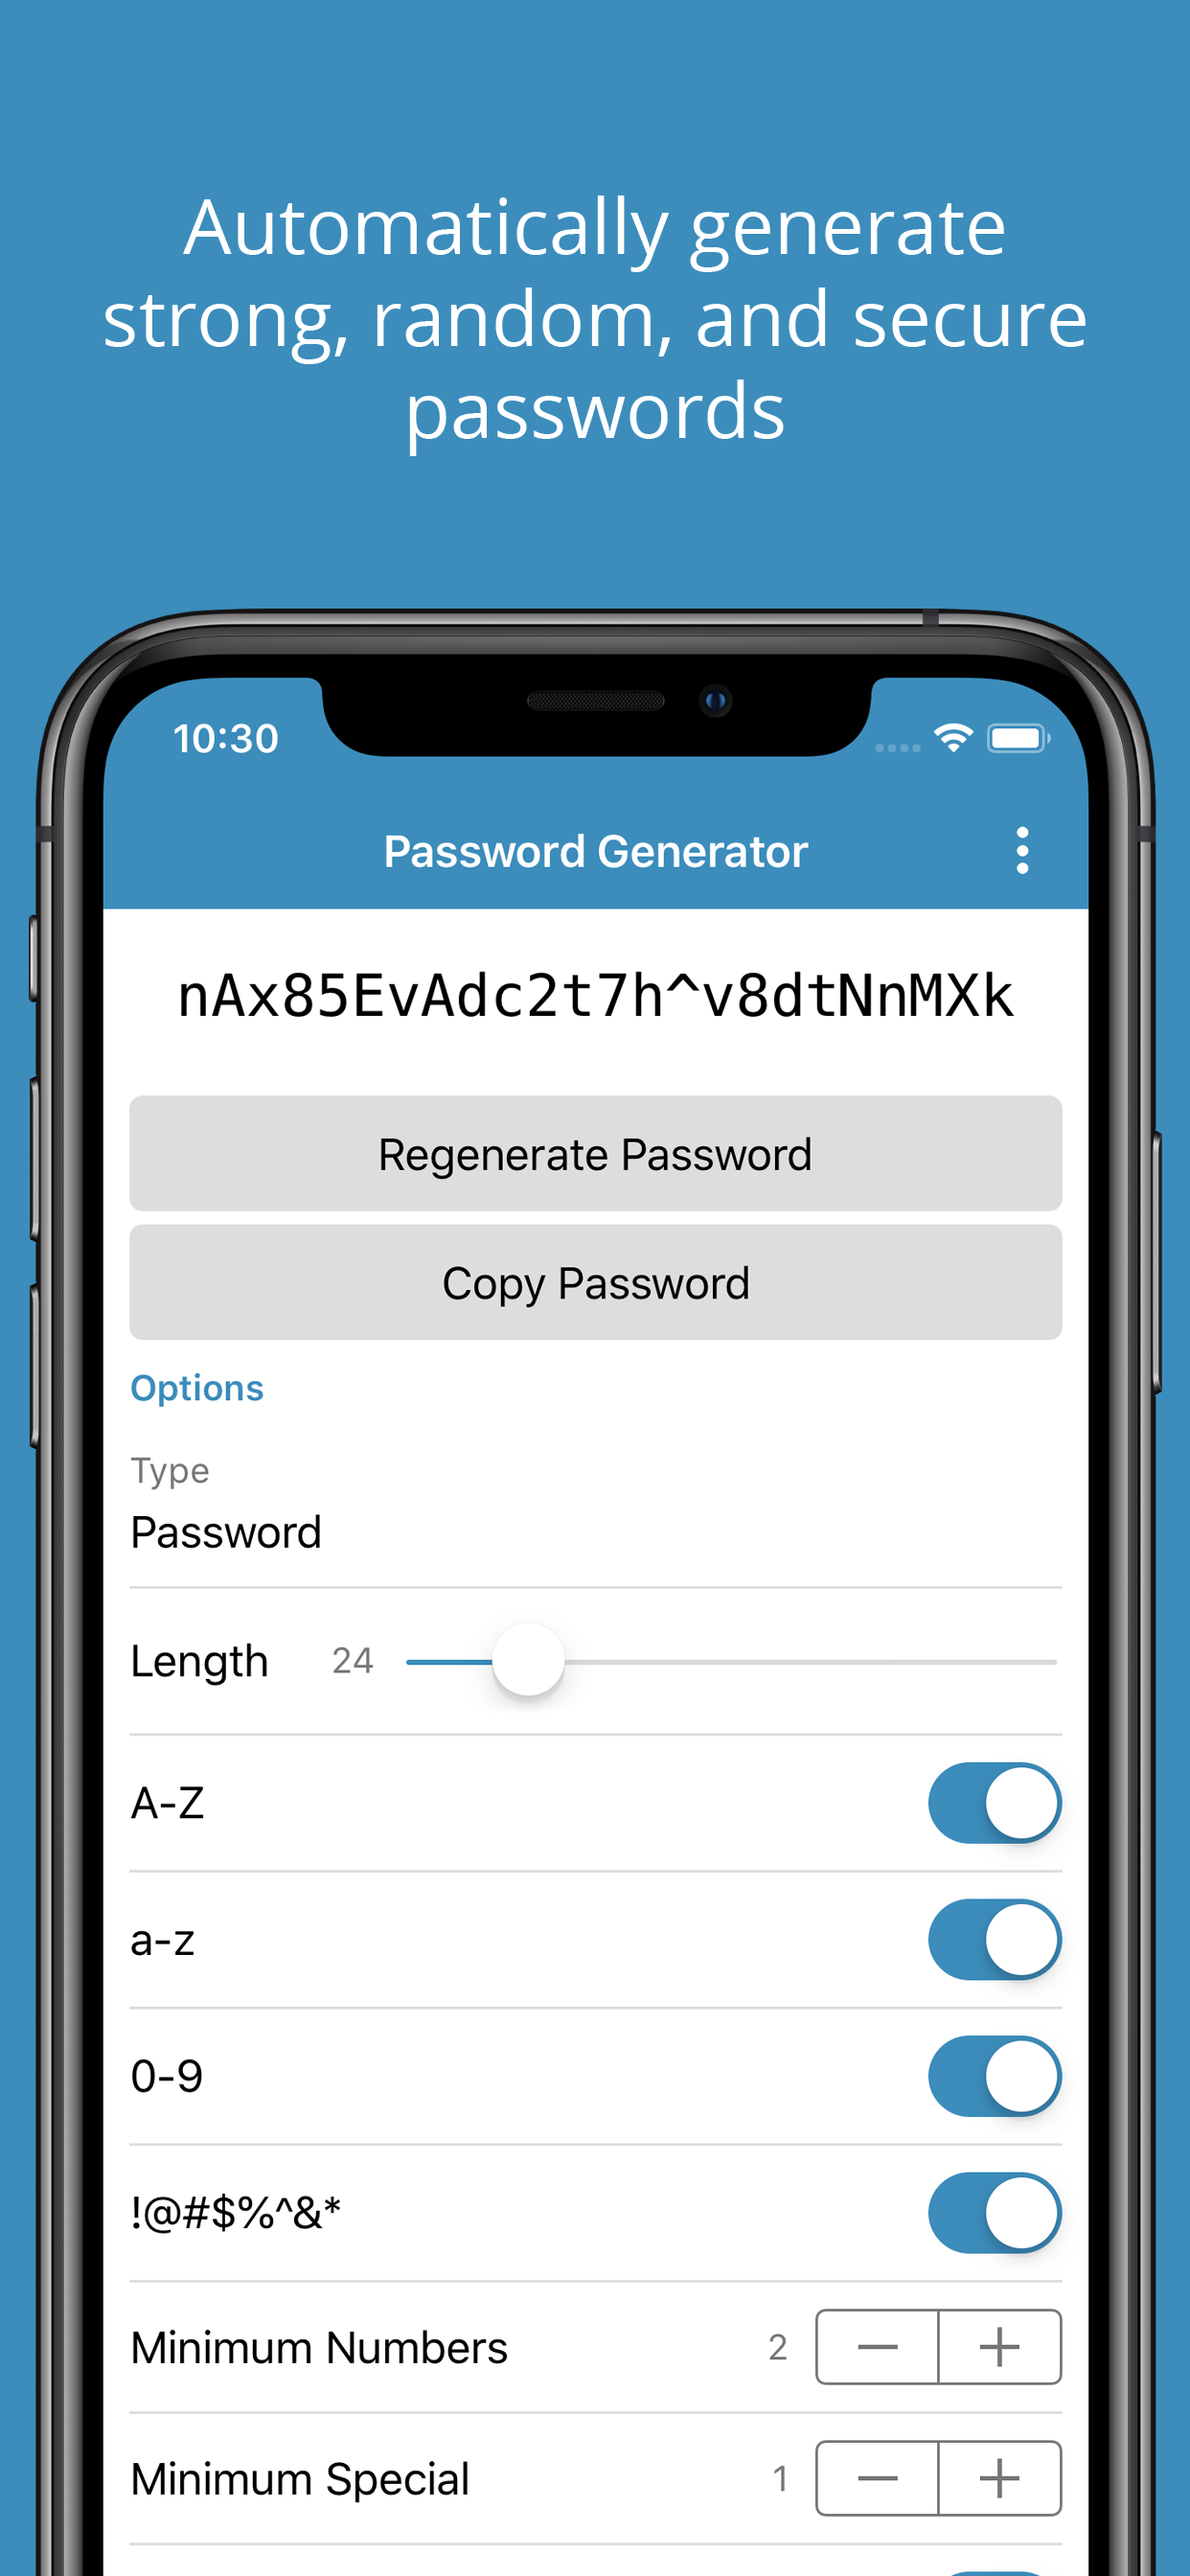 Automatically generate
strong, random, and secure
passwords
10:30
Password Generator
nAx85EvAdc2t7h^v8dtNnMXk
Regenerate Password
Copy Password
Options
Type
Password
Length 24
A-Z
a-z
0-9
!@#$%^&*
Minimum Numbers 2 − +
Minimum Special 1 − +